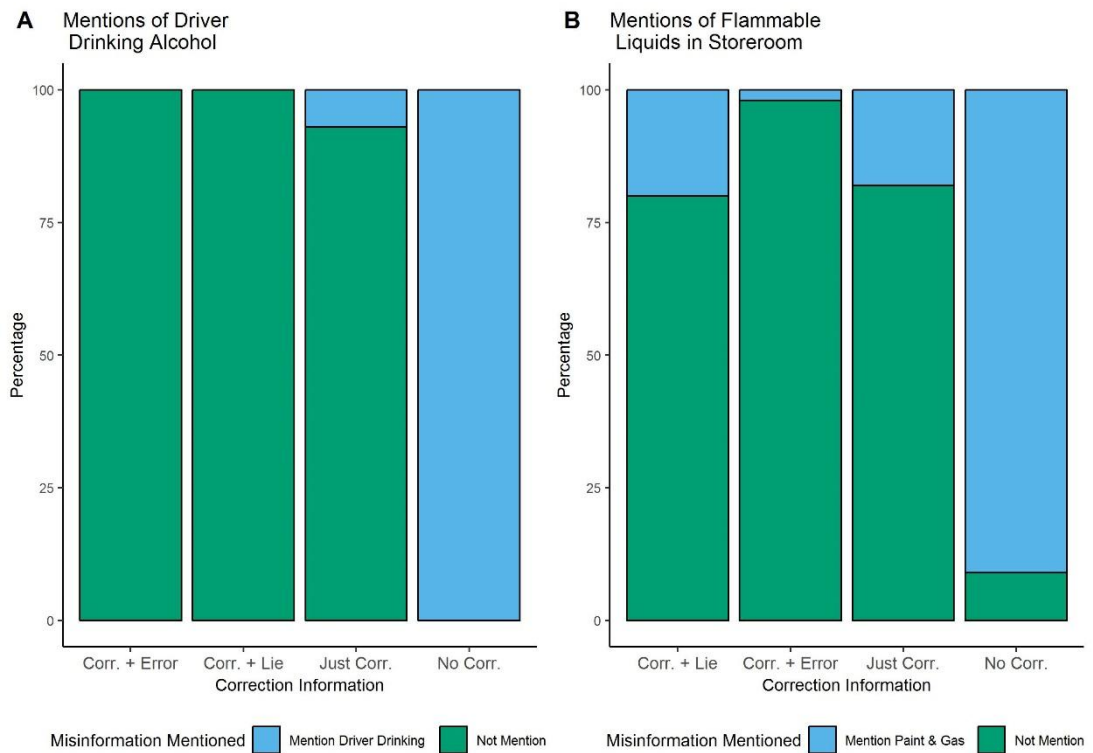 A
Mentions of Driver
Drinking Alcohol
100
75
50
25
0
Percentage
Corr. + Error
Corr. + Lie
Just Corr.
No Corr.
Correction Information
Misinformation Mentioned
Mention Driver Drinking
Not Mention
B
Mentions of Flammable
Liquids in Storeroom
100
75
50
25
0
Percentage
Corr. + Lie
Corr. + Error
Just Corr.
No Corr.
Correction Information
Misinformation Mentioned
Mention Paint & Gas
Not Mention